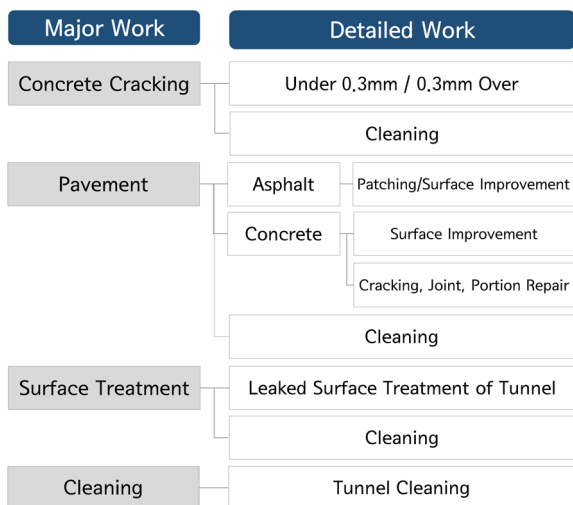 Major Work
Detailed Work
Concrete Cracking
Under 0.3mm / 0.3mm Over
Cleaning
Pavement
Asphalt
Patching/Surface Improvement
Concrete
Surface Improvement
Cracking, Joint, Portion Repair
Cleaning
Surface Treatment
Leaked Surface Treatment of Tunnel
Cleaning
Cleaning
Tunnel Cleaning